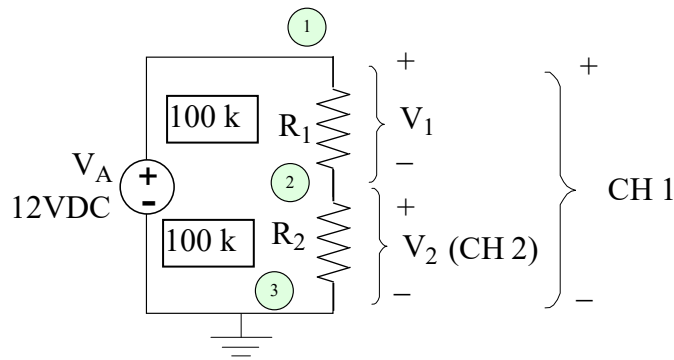 1
+
+
100 k
R1
V1
VA
+
–
2
CH 1
12VDC
-
+
100 k
R2
V2 (CH 2)
3
–
–